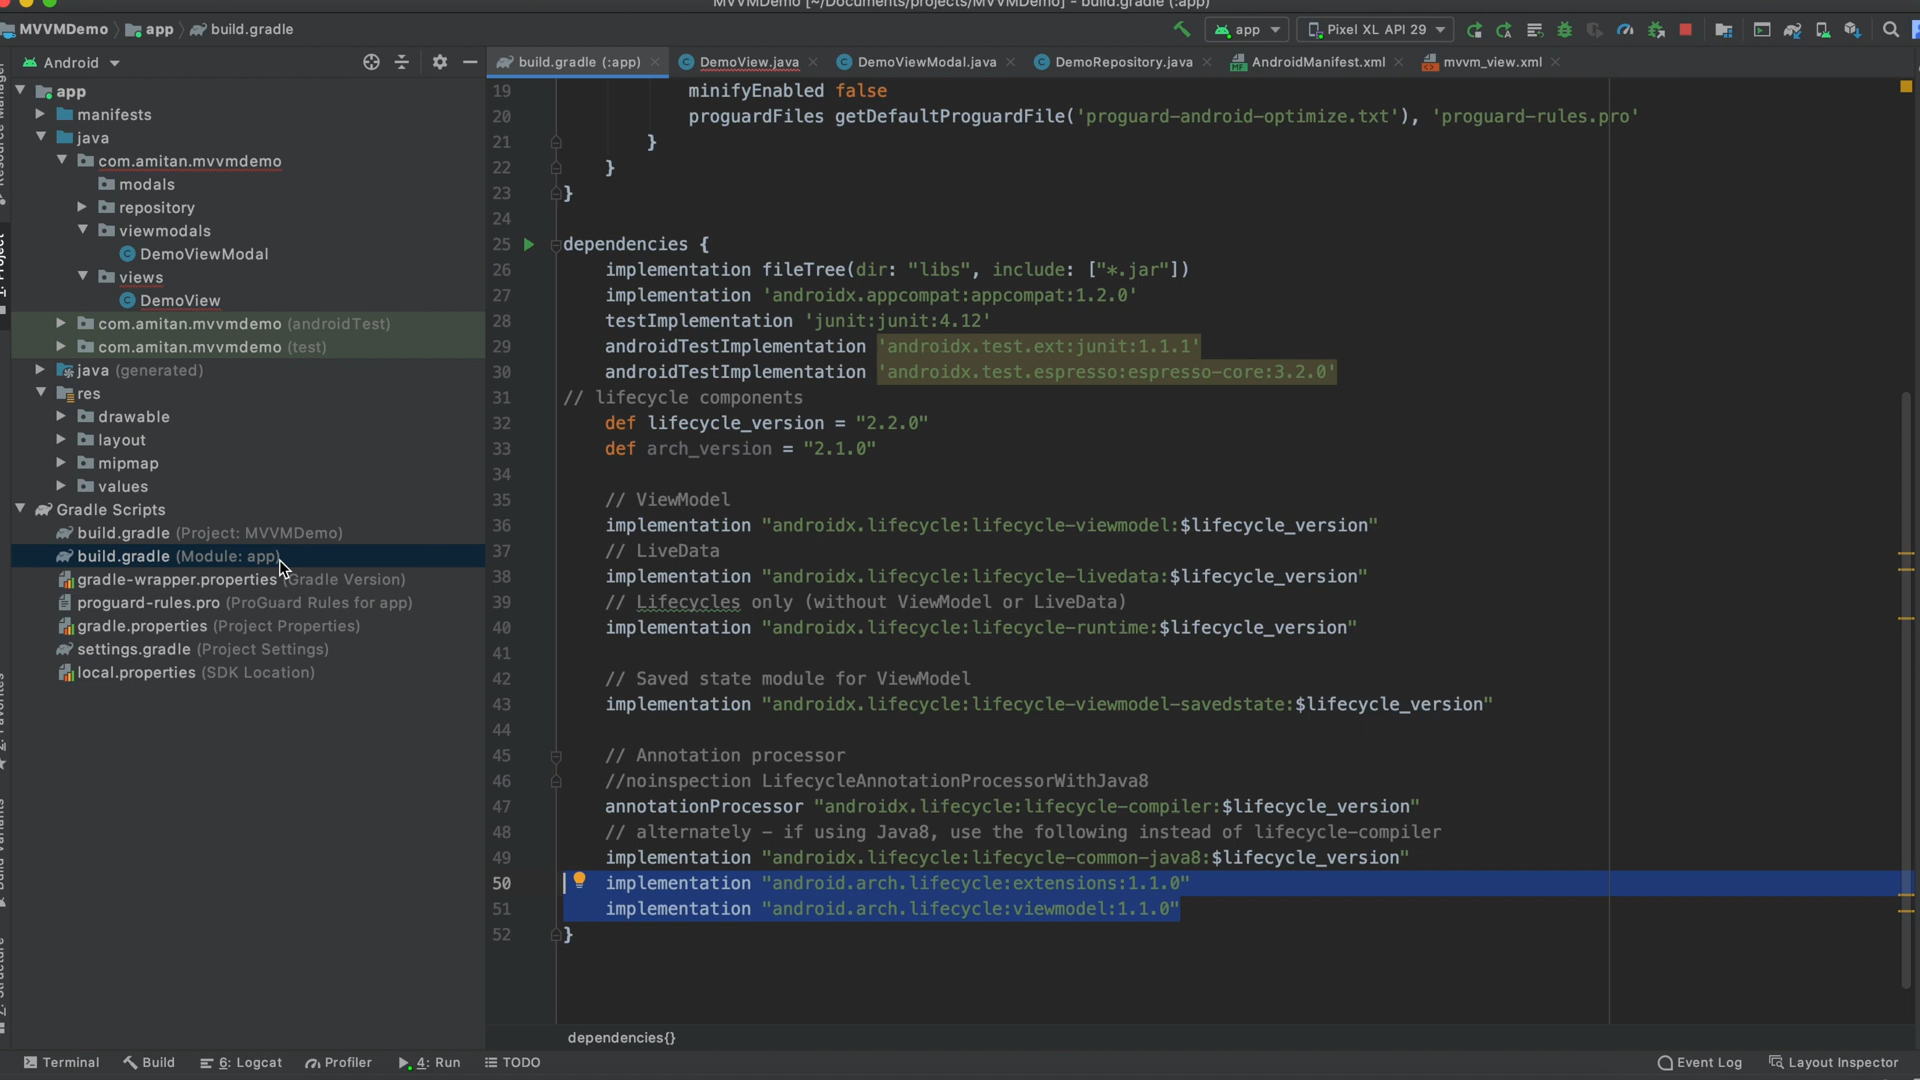 MVVMDemo [~/Documents/projects/MVVMDemo] - build.gradle (:app)
MVVMDemo app build.gradle
app Pixel XL API 29
Android
build.gradle (:app) DemoView.java DemoViewModal.java DemoRepository.java AndroidManifest.xml mvvm_view.xml
app
manifests
java
com.amitan.mvvmdemo
modals
repository
viewmodals
DemoViewModal
views
DemoView
com.amitan.mvvmdemo (androidTest)
com.amitan.mvvmdemo (test)
java (generated)
res
drawable
layout
mipmap
values
Gradle Scripts
build.gradle (Project: MVVMDemo)
build.gradle (Module: app)
gradle-wrapper.properties (Gradle Version)
proguard-rules.pro (ProGuard Rules for app)
gradle.properties (Project Properties)
settings.gradle (Project Settings)
local.properties (SDK Location)
19 minifyEnabled false
20 proguardFiles getDefaultProguardFile('proguard-android-optimize.txt'), 'proguard-rules.pro'
21 }
22 }
23 }
24
25 dependencies {
26 implementation fileTree(dir: "libs", include: ["*.jar"])
27 implementation 'androidx.appcompat:appcompat:1.2.0'
28 testImplementation 'junit:junit:4.12'
29 androidTestImplementation 'androidx.test.ext:junit:1.1.1'
30 androidTestImplementation 'androidx.test.espresso:espresso-core:3.2.0'
31 // lifecycle components
32 def lifecycle_version = "2.2.0"
33 def arch_version = "2.1.0"
34
35 // ViewModel
36 implementation "androidx.lifecycle:lifecycle-viewmodel:$lifecycle_version"
37 // LiveData
38 implementation "androidx.lifecycle:lifecycle-livedata:$lifecycle_version"
39 // Lifecycles only (without ViewModel or LiveData)
40 implementation "androidx.lifecycle:lifecycle-runtime:$lifecycle_version"
41
42 // Saved state module for ViewModel
43 implementation "androidx.lifecycle:lifecycle-viewmodel-savedstate:$lifecycle_version"
44
45 // Annotation processor
46 //noinspection LifecycleAnnotationProcessorWithJava8
47 annotationProcessor "androidx.lifecycle:lifecycle-compiler:$lifecycle_version"
48 // alternately - if using Java8, use the following instead of lifecycle-compiler
49 implementation "androidx.lifecycle:lifecycle-common-java8:$lifecycle_version"
50 implementation "android.arch.lifecycle:extensions:1.1.0"
51 implementation "android.arch.lifecycle:viewmodel:1.1.0"
52 }
dependencies{}
Terminal Build 6: Logcat Profiler 4: Run TODO Event Log Layout Inspector